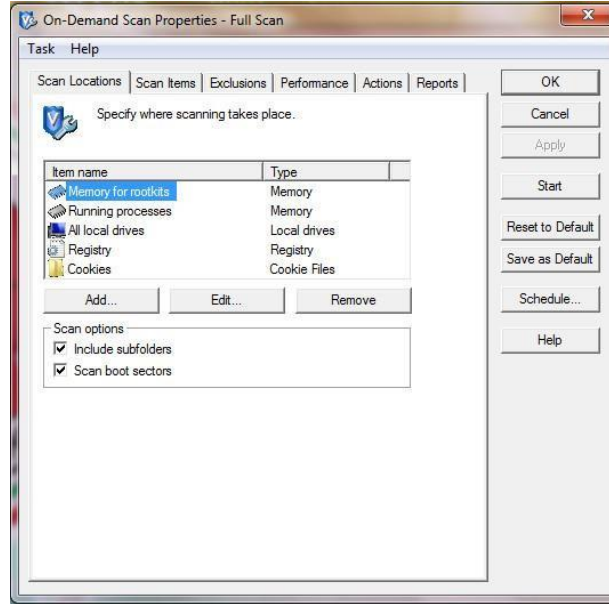 On-Demand Scan Properties - Full Scan
Task Help
Scan Locations Scan Items Exclusions Performance Actions Reports
Specify where scanning takes place.
Item name Type
Memory for rootkits Memory
Running processes Memory
All local drives Local drives
Registry Registry
Cookies Cookie Files
Add... Edit... Remove
Scan options
Include subfolders
Scan boot sectors
OK
Cancel
Apply
Start
Reset to Default
Save as Default
Schedule...
Help